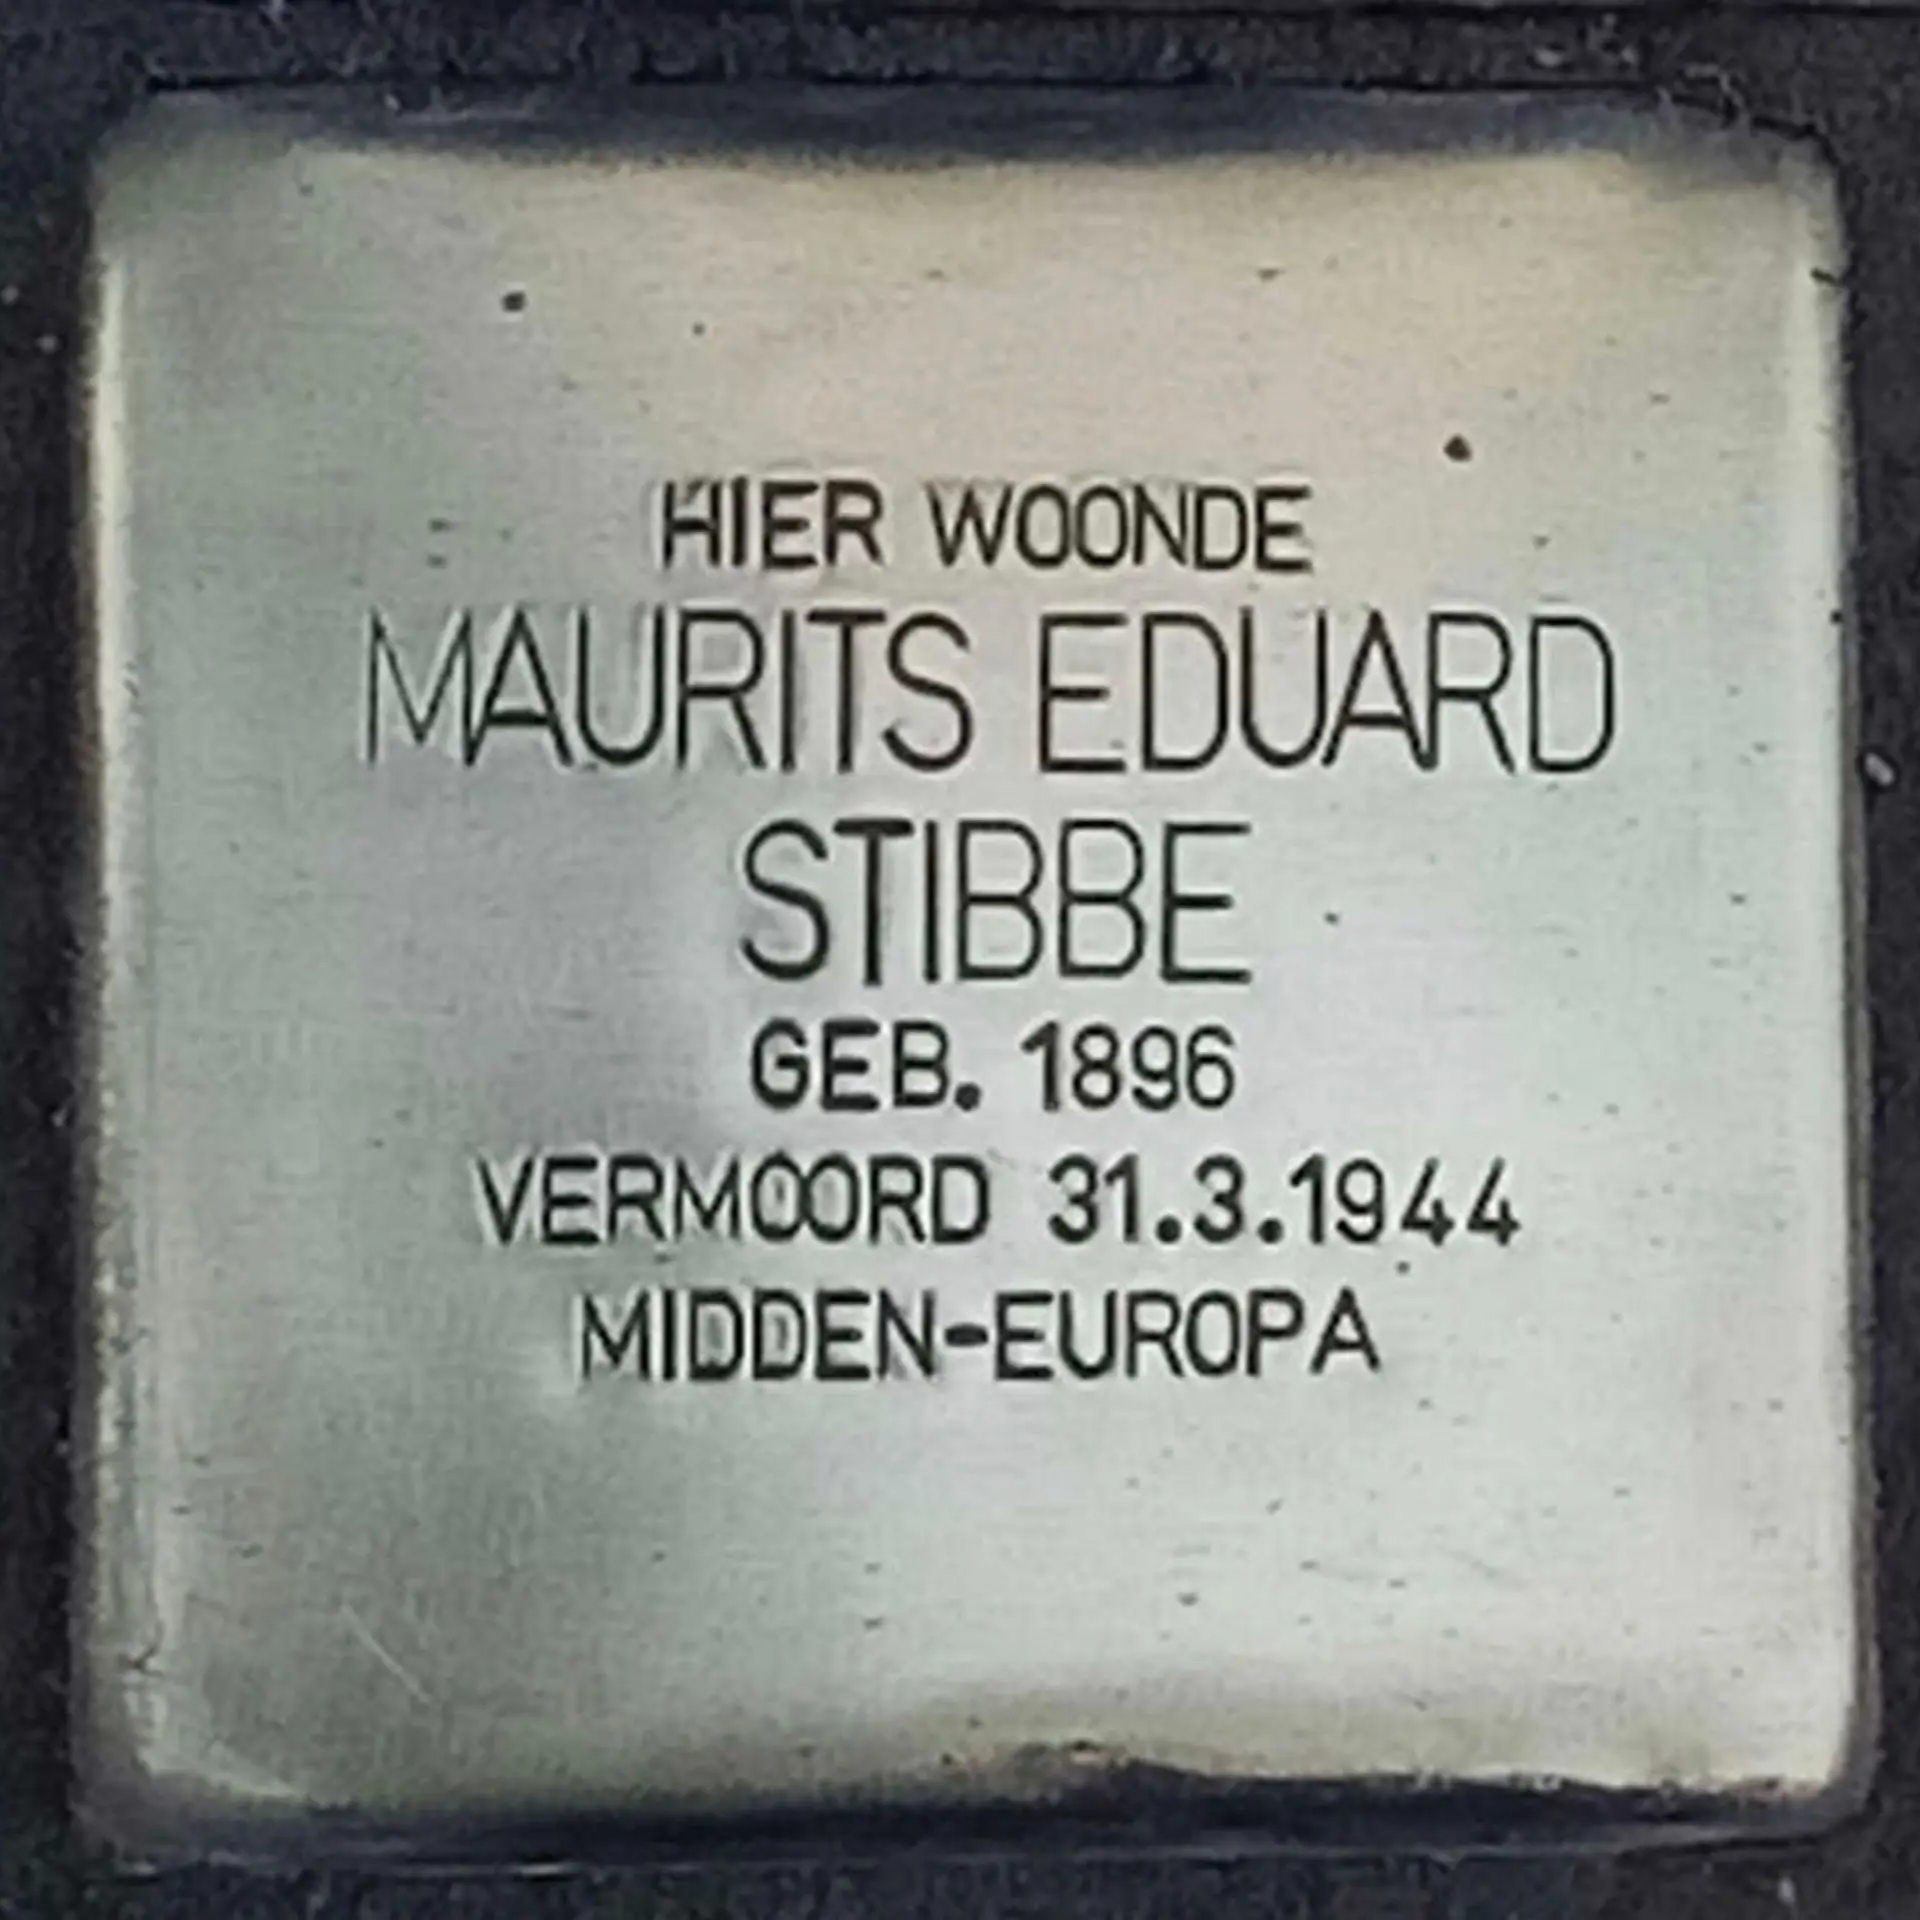 HIER WOONDE
MAURITS EDUARD
STIBBE
GEB. 1896
VERMOORD 31.3.1944
MIDDEN-EUROPA